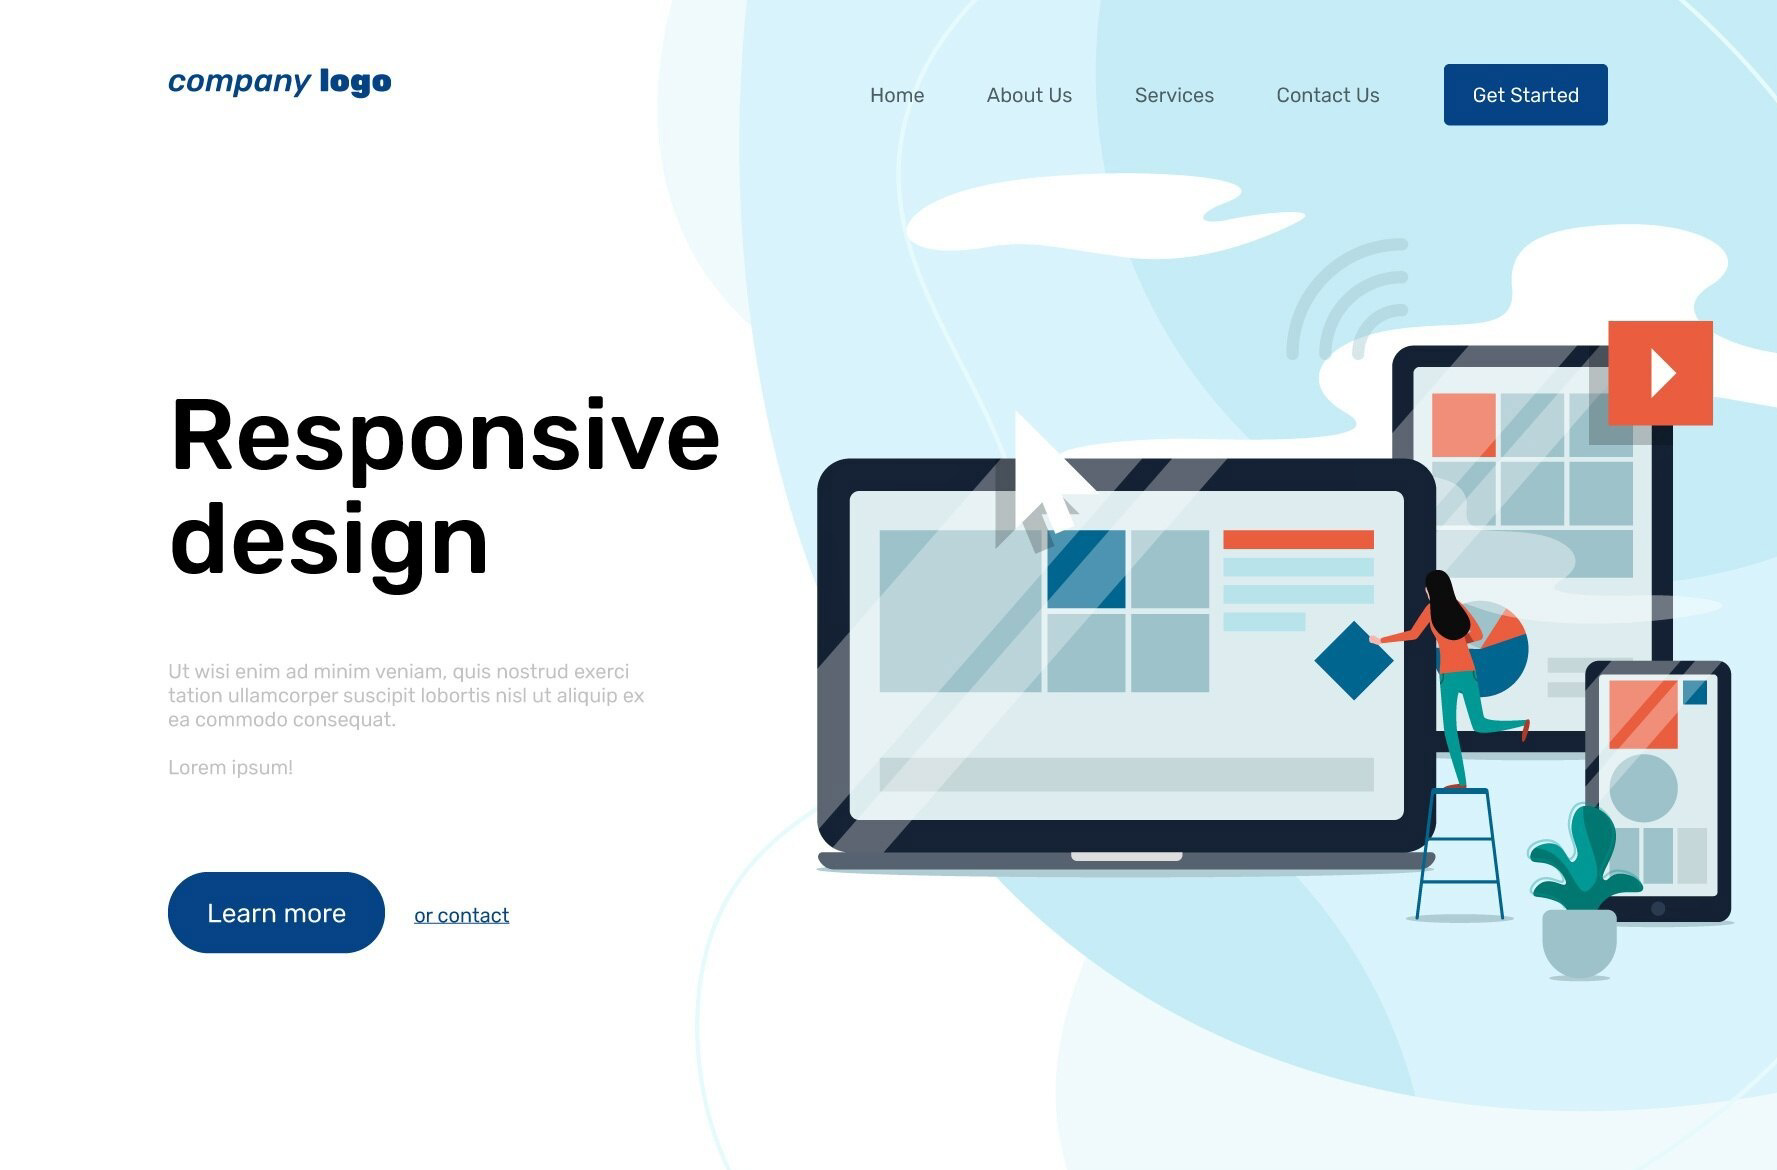 company logo
Home
About Us
Services
Contact Us
Get Started
Responsive
design
Ut wisi enim ad minim veniam, quis nostrud exerci
tation ullamcorper suscipit lobortis nisl ut aliquip ex
ea commodo consequat.
Lorem ipsum!
Learn more
or contact